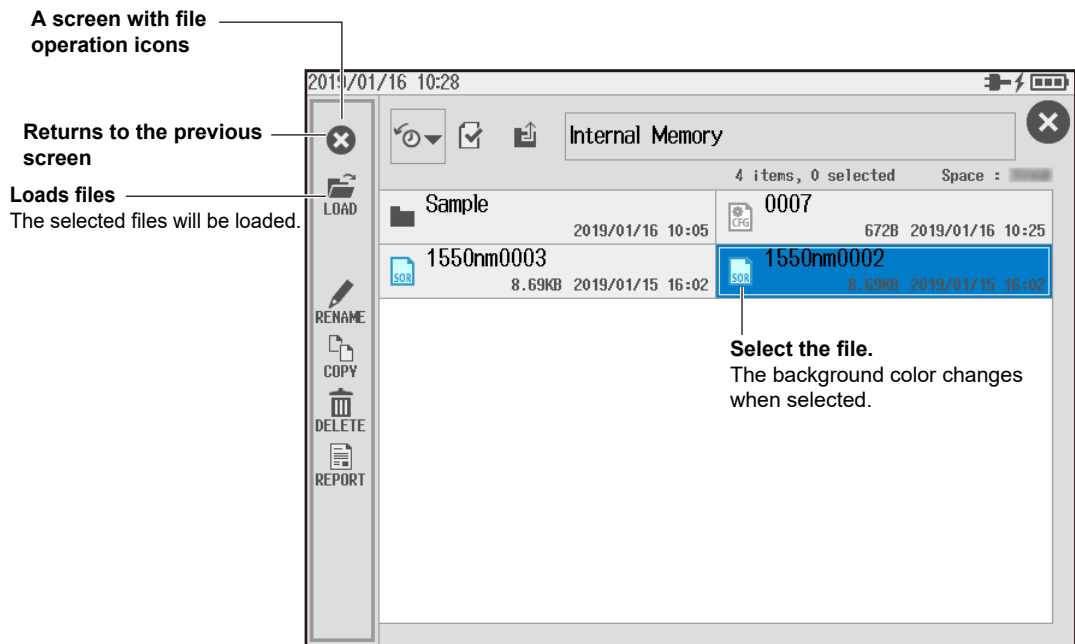 A screen with file
operation icons
2019/01/16 10:28
Returns to the previous
screen
Loads files
The selected files will be loaded.
LOAD
RENAME
COPY
DELETE
REPORT
Internal Memory
4 items, 0 selected Space :
Sample
2019/01/16 10:05
CFG
0007
672B 2019/01/16 10:25
SOR
1550nm0003
8.69KB 2019/01/15 16:02
SOR
1550nm0002
8.69KB 2019/01/15 16:02
Select the file.
The background color changes
when selected.